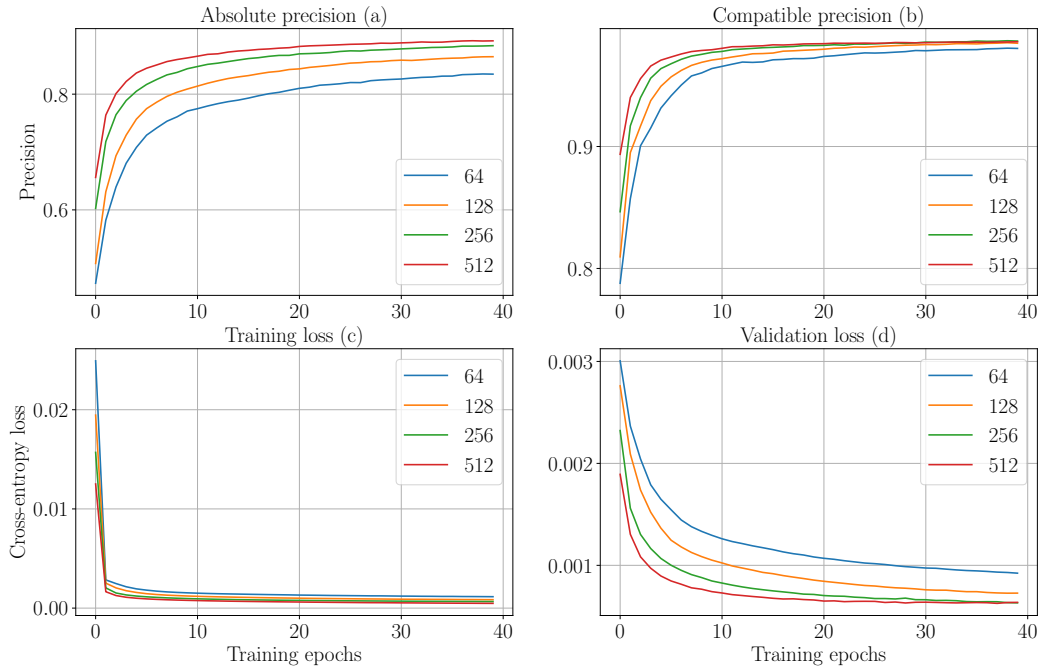 Absolute precision (a)
Compatible precision (b)
Precision
0.8
0.6
64
128
256
512
0 10 20 30 40
0.9
0.8
64
128
256
512
0 10 20 30 40
Training loss (c)
Validation loss (d)
Cross-entropy loss
0.02
0.01
0.00
64
128
256
512
0 10 20 30 40
Training epochs
0.003
0.002
0.001
64
128
256
512
0 10 20 30 40
Training epochs